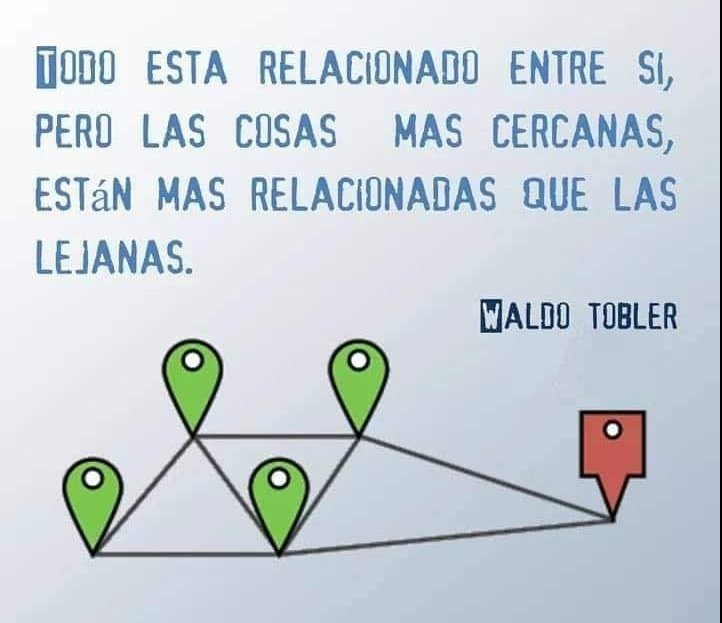 TODO ESTA RELACIONADO ENTRE SI,
PERO LAS COSAS MAS CERCANAS,
ESTáN MAS RELACIONADAS QUE LAS
LEJANAS.
WALDO TOBLER